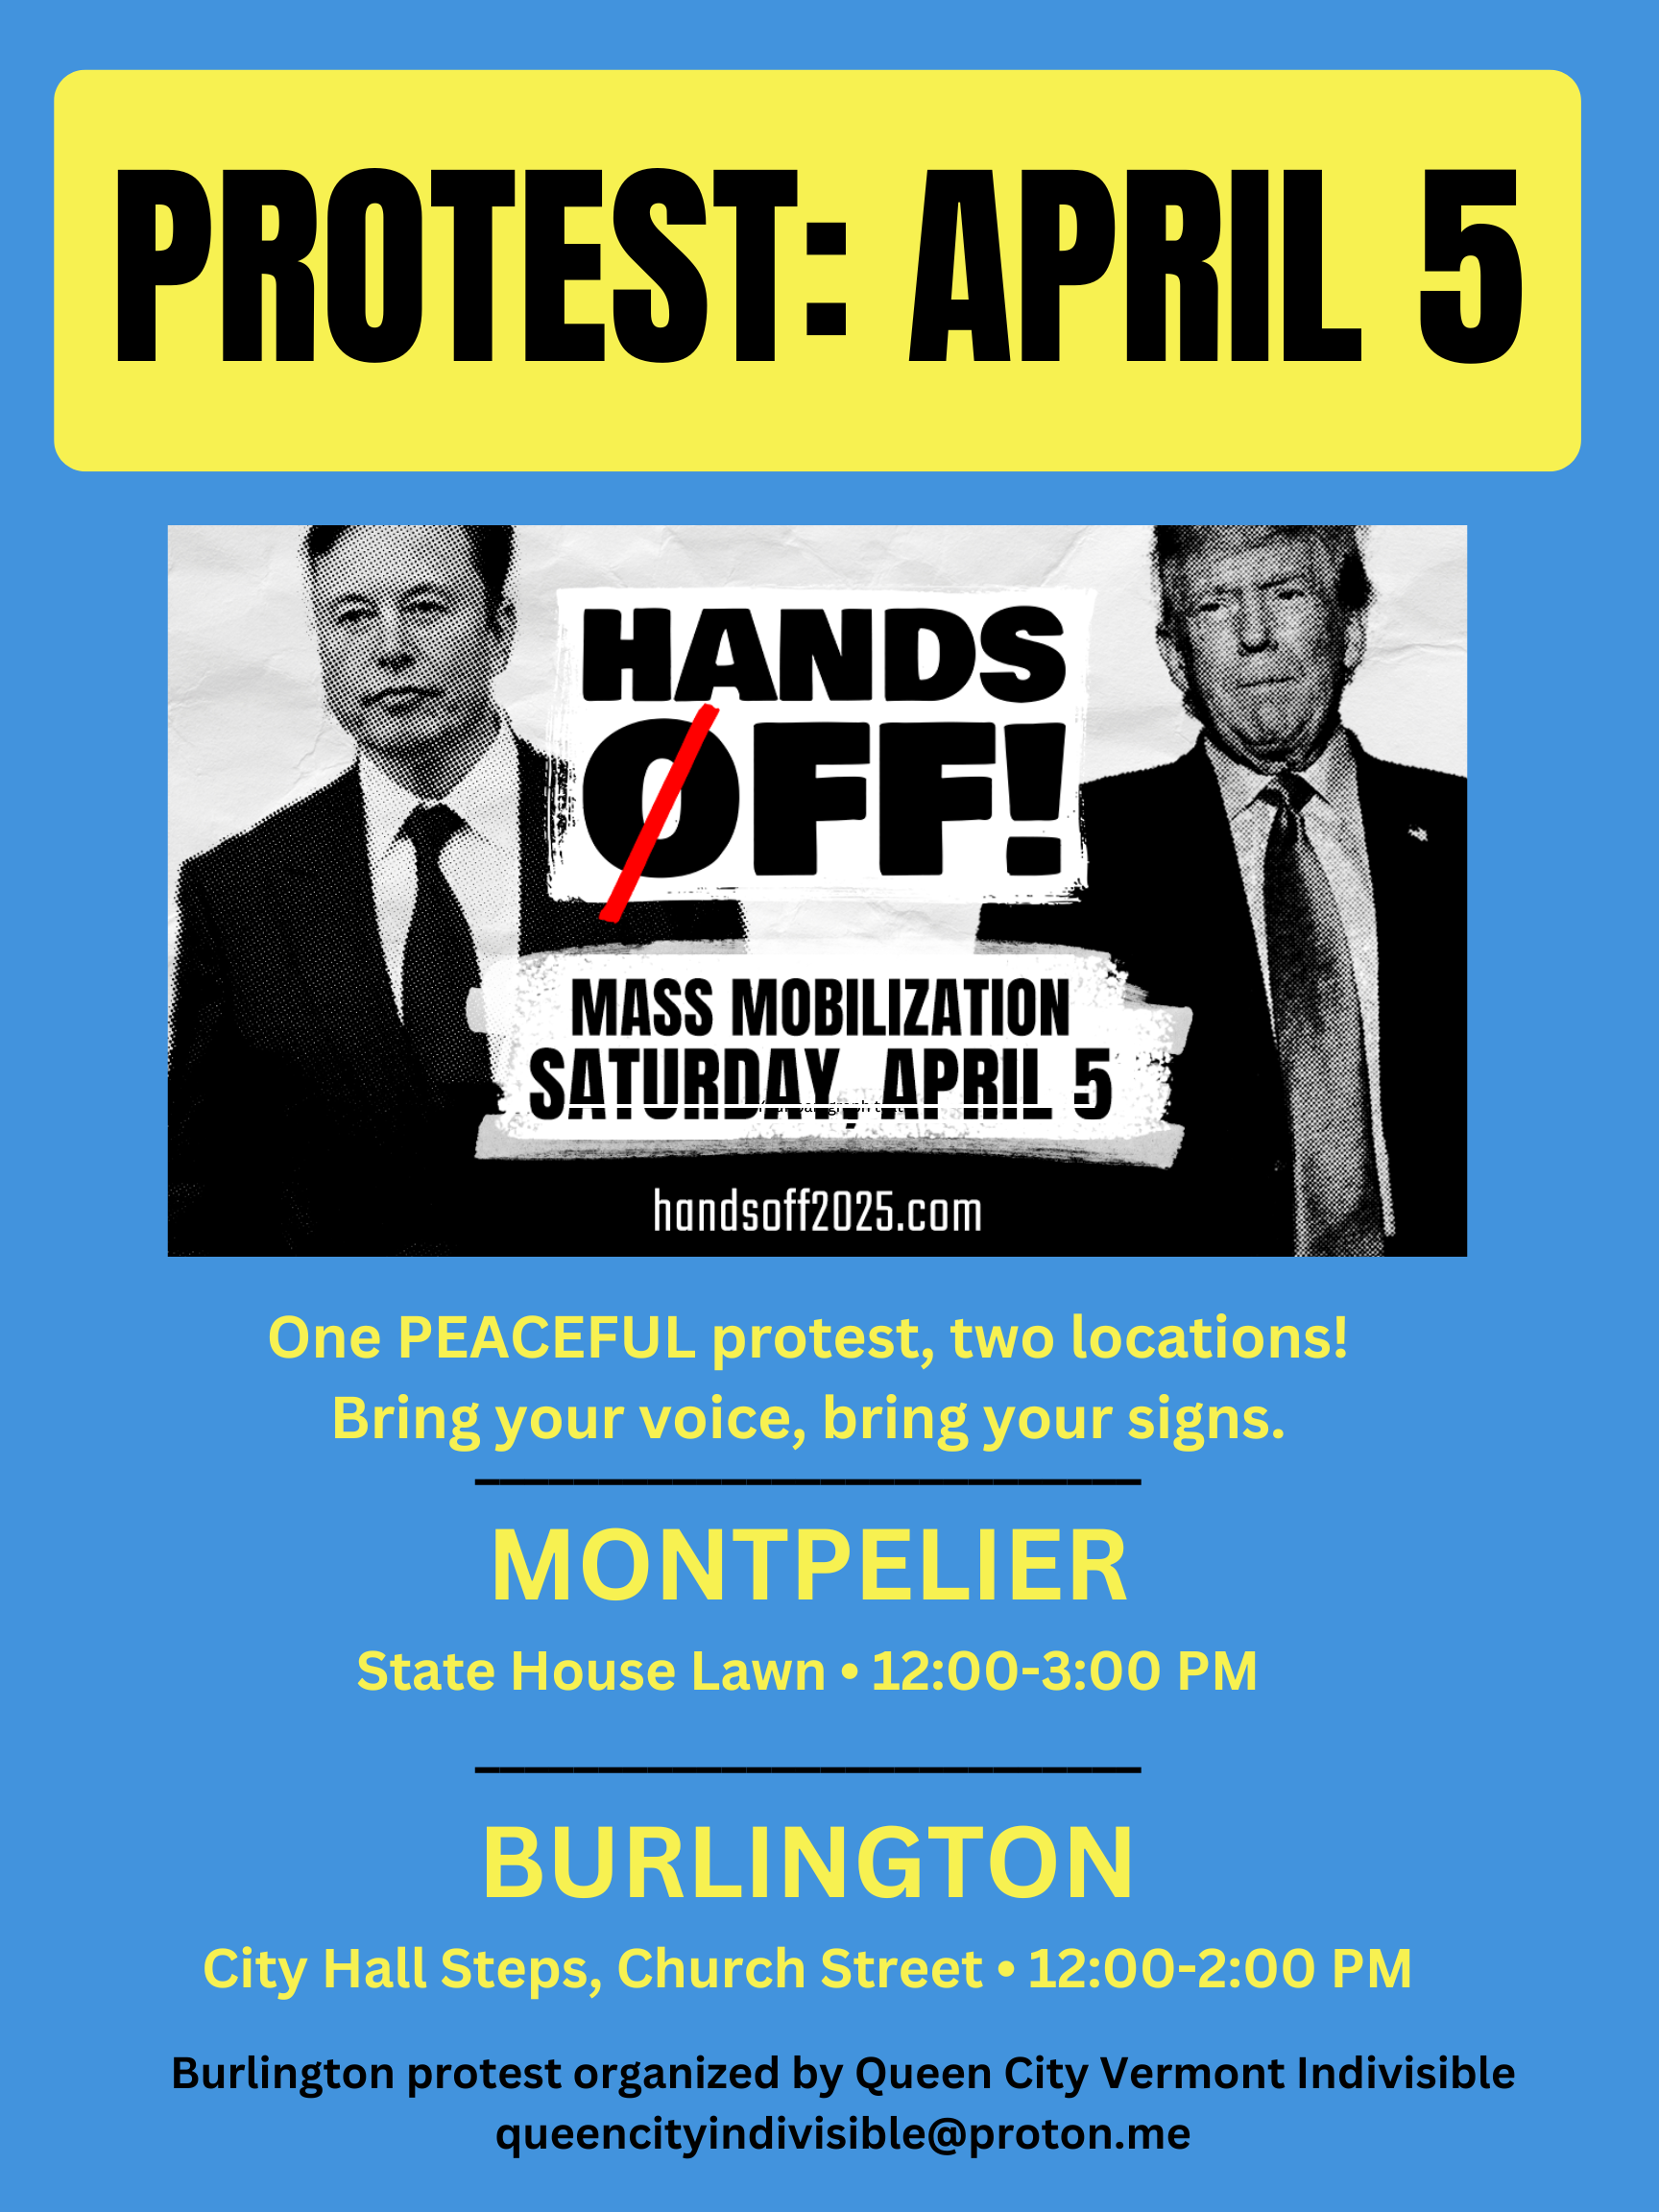 PROTEST: APRIL 5
HANDS
OFF!
MASS MOBILIZATION
SATURDAY, APRIL 5
handsoff2025.com
One PEACEFUL protest, two locations!
Bring your voice, bring your signs.
MONTPELIER
State House Lawn • 12:00-3:00 PM
BURLINGTON
City Hall Steps, Church Street • 12:00-2:00 PM
Burlington protest organized by Queen City Vermont Indivisible
queencityindivisible@proton.me